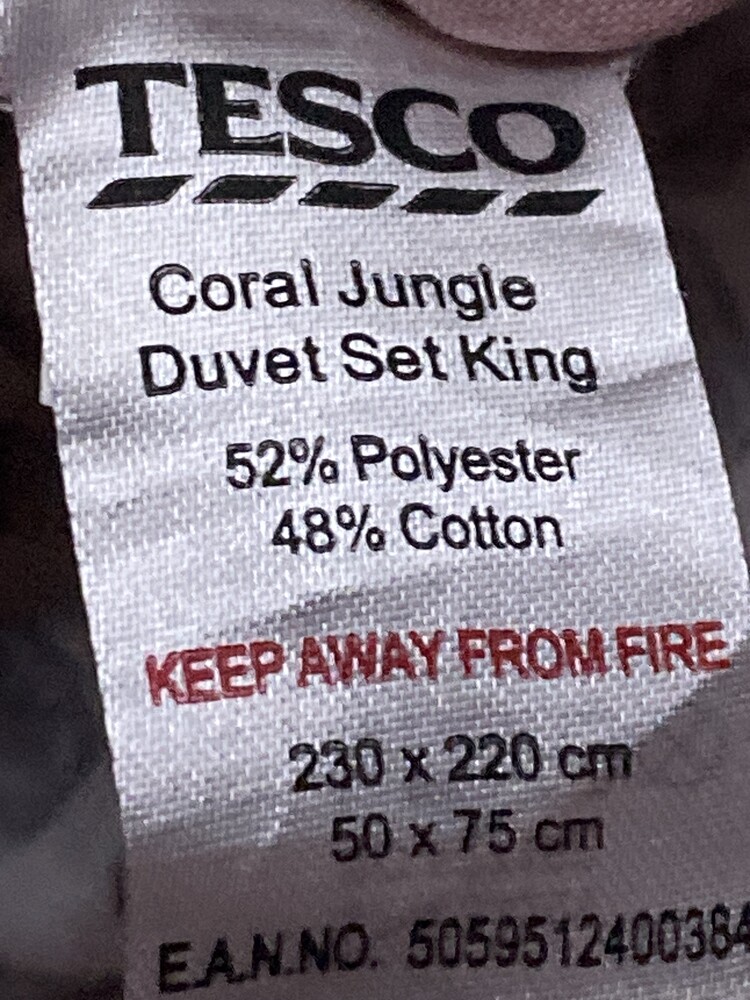 TESCO
Coral Jungle
Duvet Set King
52% Polyester
48% Cotton
KEEP AWAY FROM FIRE
230 x 220 cm
50 x 75 cm
E.A.N.NO. 5059512400384